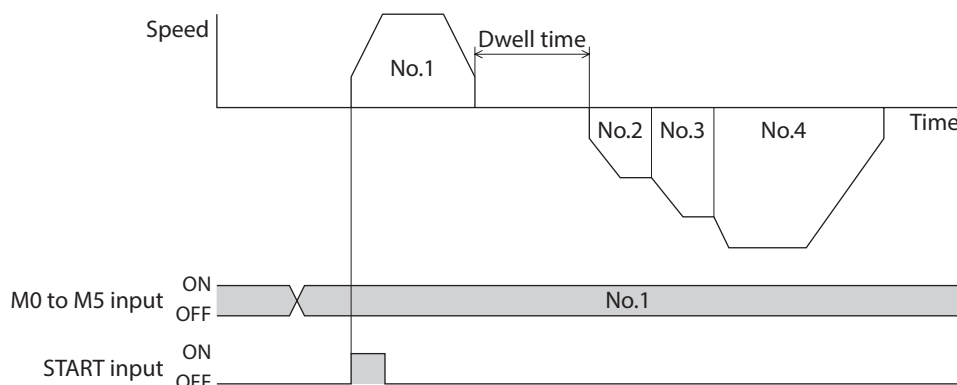 Speed
Dwell time
No.1
No.2
No.3
No.4
Time
M0 to M5 input
ON
OFF
No.1
START input
ON
OFF